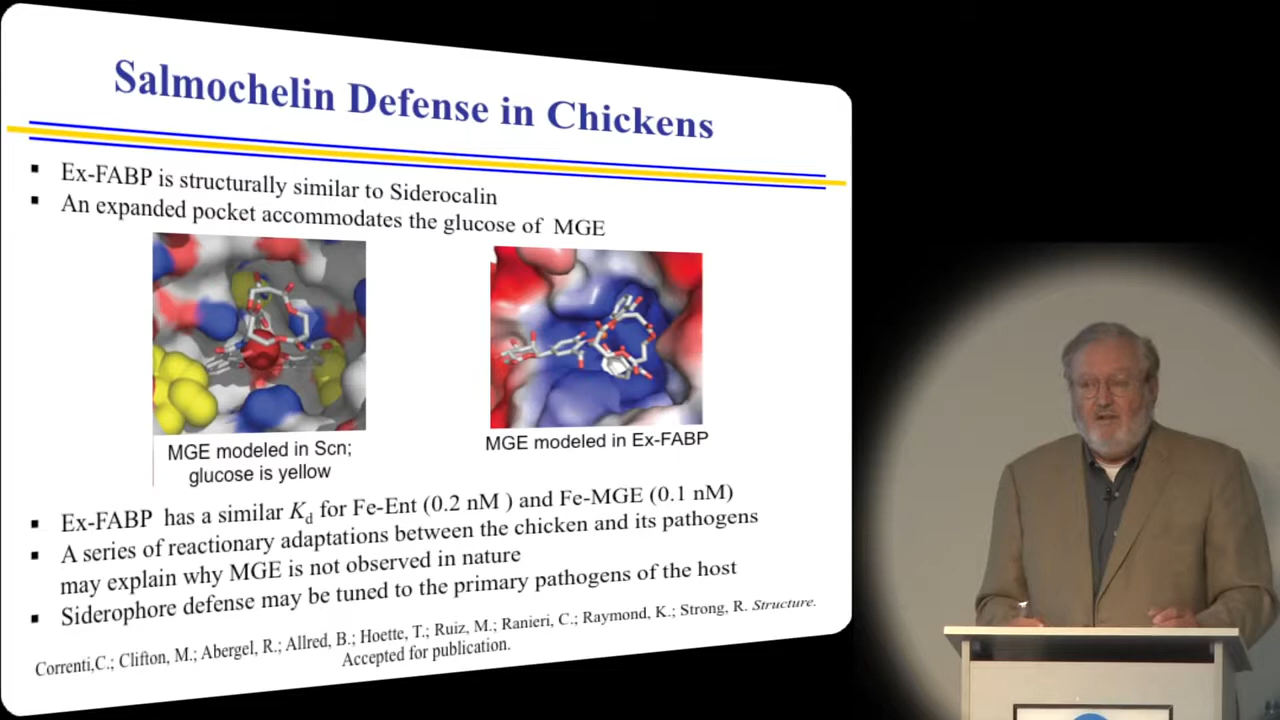 Salmochelin Defense in Chickens
▪ Ex-FABP is structurally similar to Siderocalin
▪ An expanded pocket accommodates the glucose of MGE
MGE modeled in Scn;
glucose is yellow
MGE modeled in Ex-FABP
▪ Ex-FABP has a similar Kd for Fe-Ent (0.2 nM ) and Fe-MGE (0.1 nM)
▪ A series of reactionary adaptations between the chicken and its pathogens
may explain why MGE is not observed in nature
▪ Siderophore defense may be tuned to the primary pathogens of the host
Correnti,C.; Clifton, M.; Abergel, R.; Allred, B.; Hoette, T.; Ruiz, M.; Ranieri, C.; Raymond, K.; Strong, R. Structure.
Accepted for publication.